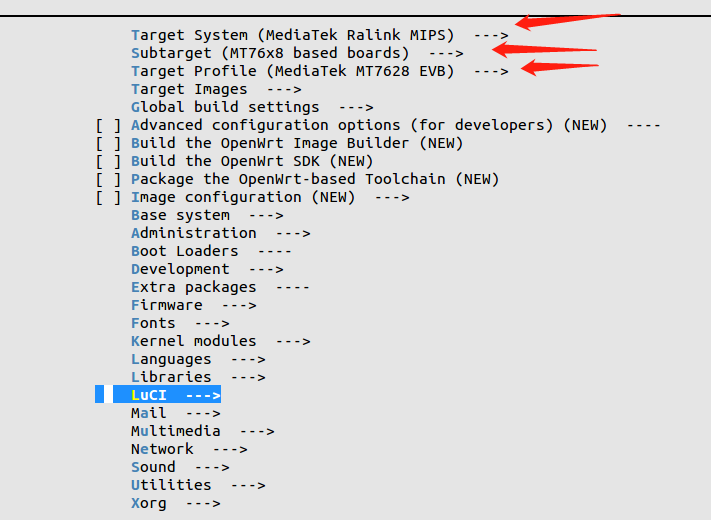 Target System (MediaTek Ralink MIPS)  --->
Subtarget (MT76x8 based boards)  --->
Target Profile (MediaTek MT7628 EVB)  --->
Target Images  --->
Global build settings  --->
[ ] Advanced configuration options (for developers) (NEW)  ----
[ ] Build the OpenWrt Image Builder (NEW)
[ ] Build the OpenWrt SDK (NEW)
[ ] Package the OpenWrt-based Toolchain (NEW)
[ ] Image configuration (NEW)  --->
Base system  --->
Administration  --->
Boot Loaders  ----
Development  --->
Extra packages  ----
Firmware  --->
Fonts  --->
Kernel modules  --->
Languages  --->
Libraries  --->
LuCI  --->
Mail  --->
Multimedia  --->
Network  --->
Sound  --->
Utilities  --->
Xorg  --->